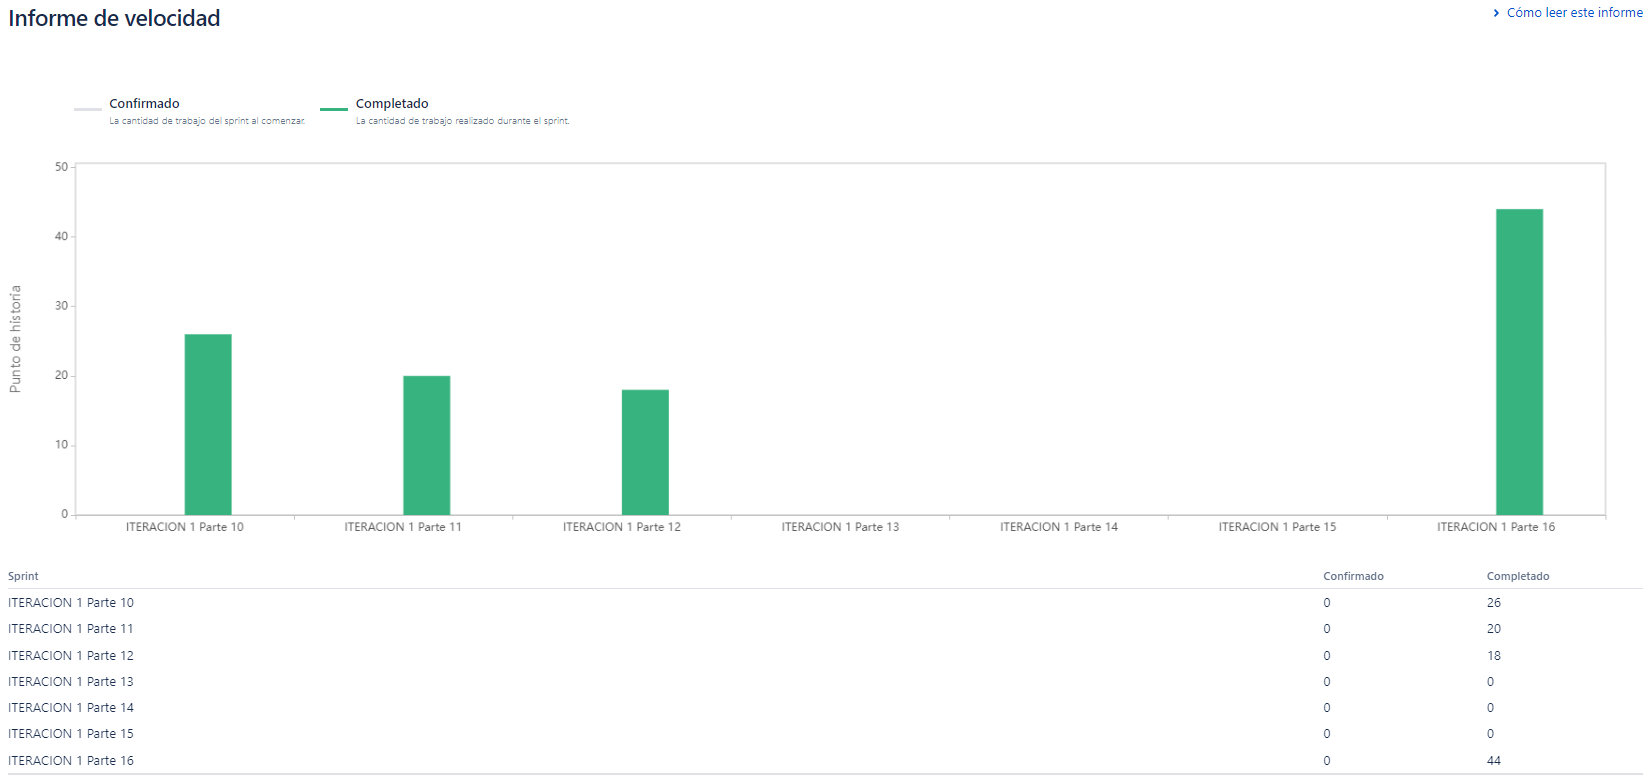 Informe de velocidad
Cómo leer este informe
Confirmado
La cantidad de trabajo del sprint al comenzar.
Completado
La cantidad de trabajo realizado durante el sprint.
Punto de historia
50
40
30
20
10
0
ITERACION 1 Parte 10 ITERACION 1 Parte 11 ITERACION 1 Parte 12 ITERACION 1 Parte 13 ITERACION 1 Parte 14 ITERACION 1 Parte 15 ITERACION 1 Parte 16
Sprint Confirmado Completado
ITERACION 1 Parte 10 0 26
ITERACION 1 Parte 11 0 20
ITERACION 1 Parte 12 0 18
ITERACION 1 Parte 13 0 0
ITERACION 1 Parte 14 0 0
ITERACION 1 Parte 15 0 0
ITERACION 1 Parte 16 0 44